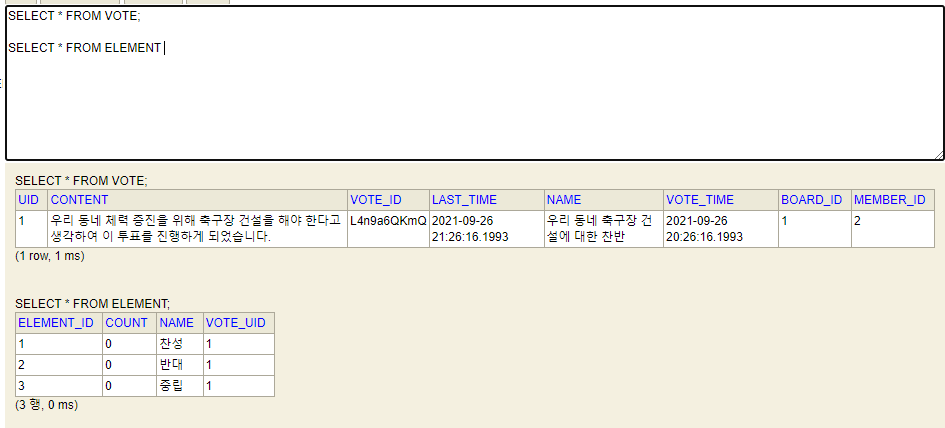 SELECT * FROM VOTE;
SELECT * FROM ELEMENT
SELECT * FROM VOTE;
UID CONTENT VOTE_ID LAST_TIME NAME VOTE_TIME BOARD_ID MEMBER_ID
1 우리 동네 체력 증진을 위해 축구장 건설을 해야 한다고 L4n9a6QKmQ 2021-09-26 우리 동네 축구장 건 2021-09-26 1 2
생각하여 이 투표를 진행하게 되었습니다. 21:26:16.1993 설에 대한 찬반 20:26:16.1993
(1 row, 1 ms)
SELECT * FROM ELEMENT;
ELEMENT_ID COUNT NAME VOTE_UID
1 0 찬성 1
2 0 반대 1
3 0 중립 1
(3 행, 0 ms)